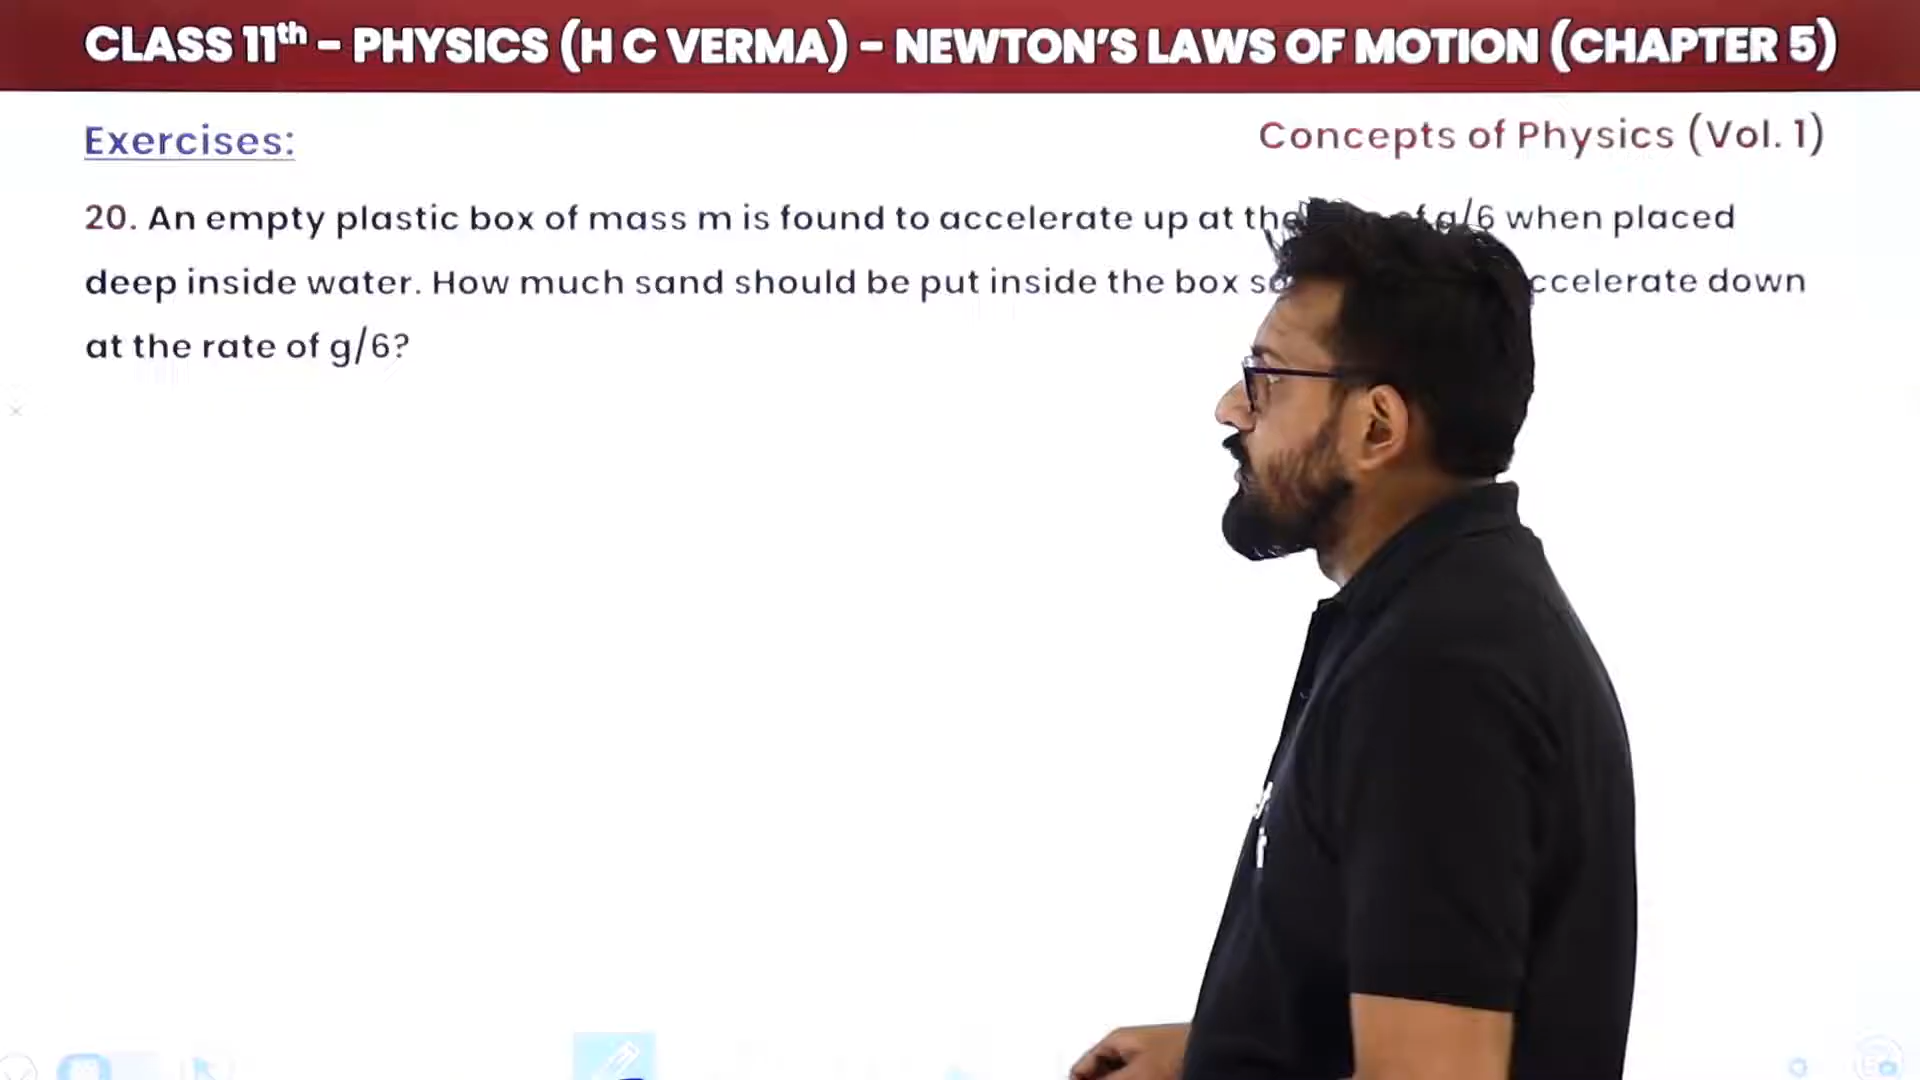 CLASS 11th – PHYSICS (H C VERMA) – NEWTON'S LAWS OF MOTION (CHAPTER 5)
Exercises:
Concepts of Physics (Vol. 1)
20. An empty plastic box of mass m is found to accelerate up at the of g/6 when placed
deep inside water. How much sand should be put inside the box accelerate down
at the rate of g/6?